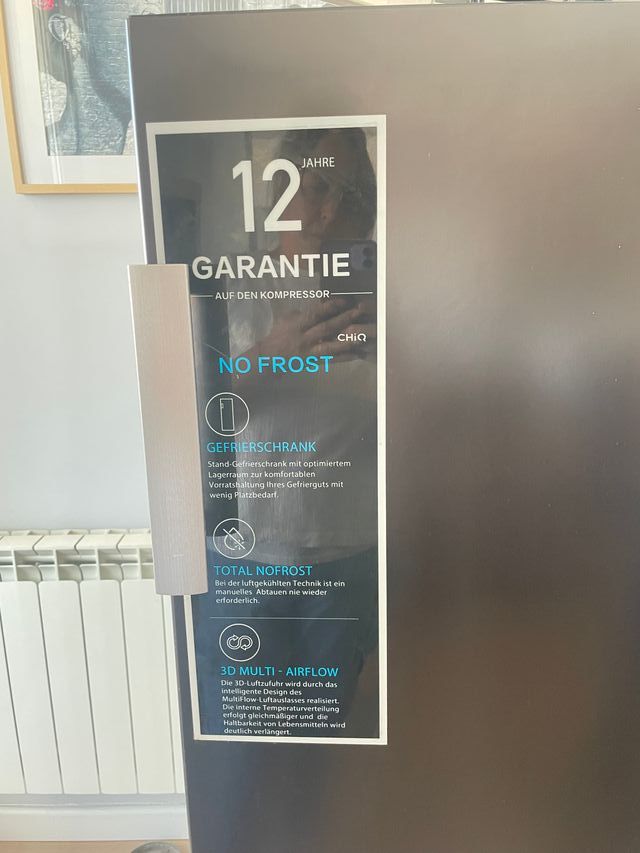 12 JAHRE
GARANTIE
AUF DEN KOMPRESSOR
CHiQ
NO FROST
GEFRIERSCHRANK
Stand-Gefrierschrank mit optimiertem
Lagerraum zur komfortablen
Vorratshaltung Ihres Gefrierguts mit
wenig Platzbedarf.
TOTAL NOFROST
Bei der luftgekühlten Technik ist ein
manuelles Abtauen nie wieder
erforderlich.
3D MULTI - AIRFLOW
Die 3D-Luftzufuhr wird durch das
intelligente Design des
MultiFlow-Luftauslasses realisiert.
Die interne Temperaturverteilung
erfolgt gleichmäßiger und die
Haltbarkeit von Lebensmitteln wird
deutlich verlängert.